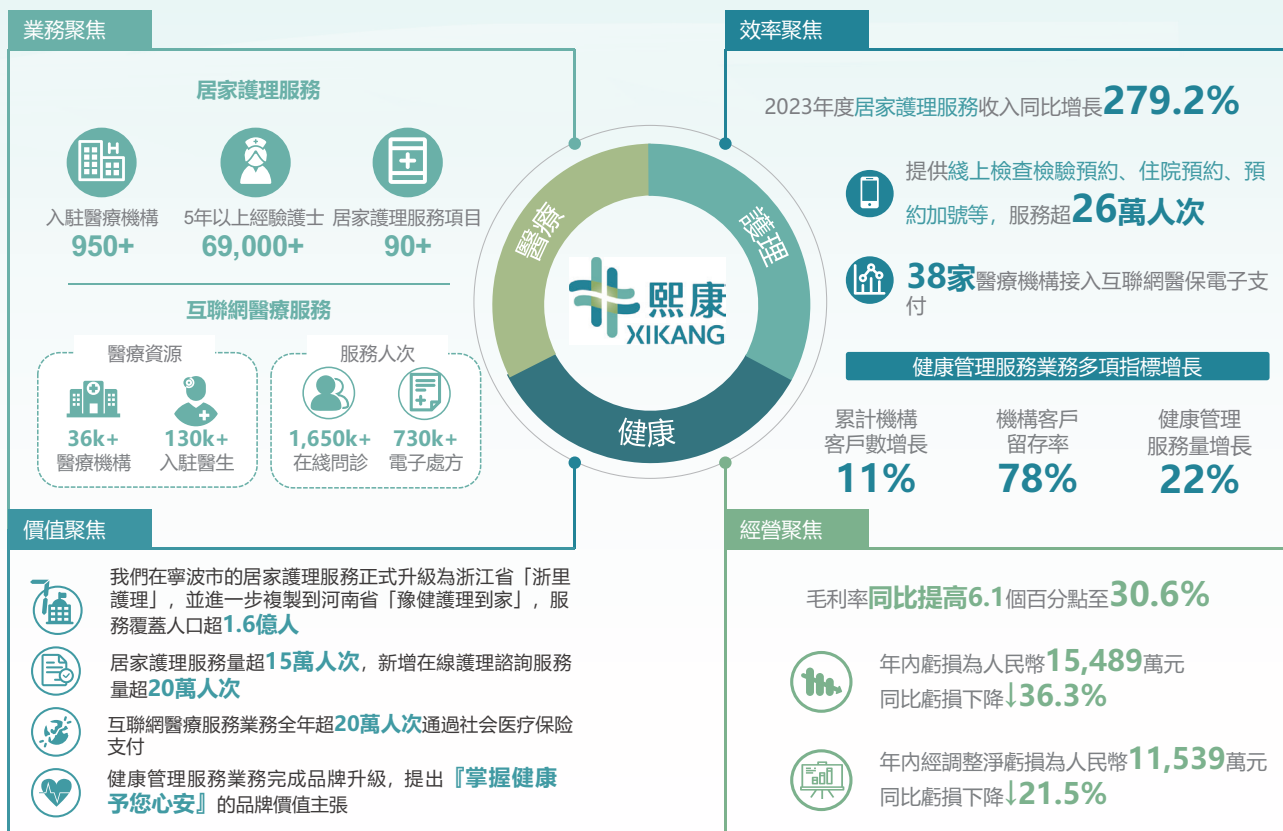 業務聚焦
居家護理服務
入駐醫療機構
950+
5年以上經驗護士
69,000+
居家護理服務項目
90+
互聯網醫療服務
醫療資源
36k+
醫療機構
130k+
入駐醫生
服務人次
1,650k+
在綫問診
730k+
電子處方
醫療
護理
健康
熙康
XIKANG
效率聚焦
2023年度居家護理服務收入同比增長279.2%
提供綫上檢查檢驗預約、住院預約、預
約加號等，服務超26萬人次
38家醫療機構接入互聯網醫保電子支
付
健康管理服務業務多項指標增長
累計機構
客戶數增長
11%
機構客戶
留存率
78%
健康管理
服務量增長
22%
價值聚焦
我們在寧波市的居家護理服務正式升級為浙江省「浙里
護理」，並進一步複製到河南省「豫健護理到家」，服
務覆蓋人口超1.6億人
居家護理服務量超15萬人次，新增在線護理諮詢服務
量超20萬人次
互聯網醫療服務業務全年超20萬人次通過社会医疗保险
支付
健康管理服務業務完成品牌升級，提出『掌握健康
予您心安』的品牌價值主張
經營聚焦
毛利率同比提高6.1個百分點至30.6%
年內虧損為人民幣15,489萬元
同比虧損下降↓36.3%
年內經調整淨虧損為人民幣11,539萬元
同比虧損下降↓21.5%